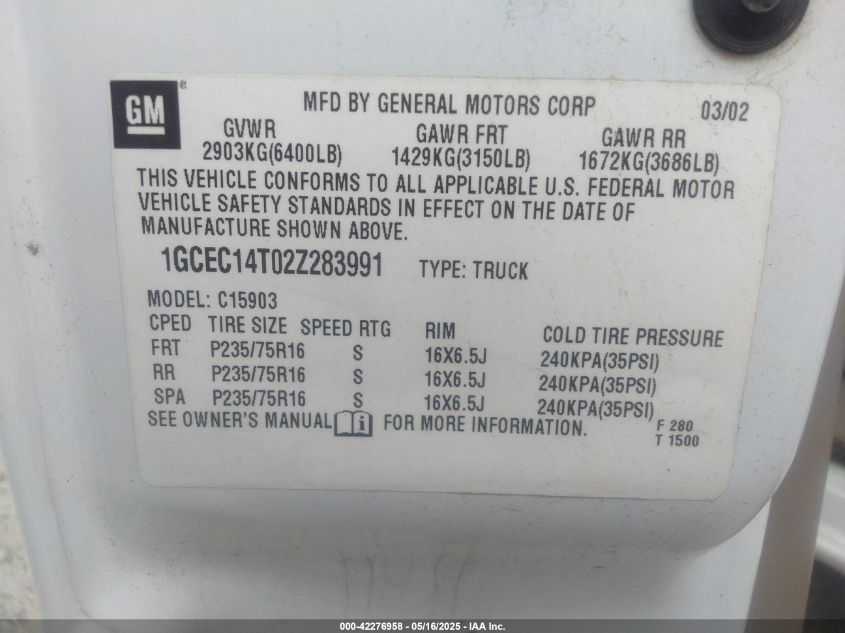 GM ® MFD BY GENERAL MOTORS CORP 03/02
GVWR GAWR FRT GAWR RR
2903KG(6400LB) 1429KG(3150LB) 1672KG(3686LB)
THIS VEHICLE CONFORMS TO ALL APPLICABLE U.S. FEDERAL MOTOR
VEHICLE SAFETY STANDARDS IN EFFECT ON THE DATE OF
MANUFACTURE SHOWN ABOVE.
1GCEC14T02Z283991 TYPE: TRUCK
MODEL: C15903
CPED TIRE SIZE SPEED RTG RIM COLD TIRE PRESSURE
FRT P235/75R16 S 16X6.5J 240KPA(35PSI)
RR P235/75R16 S 16X6.5J 240KPA(35PSI)
SPA P235/75R16 S 16X6.5J 240KPA(35PSI)
SEE OWNER'S MANUAL i FOR MORE INFORMATION. F 280
T 1500
000-42276958 - 05/16/2025 - IAA Inc.